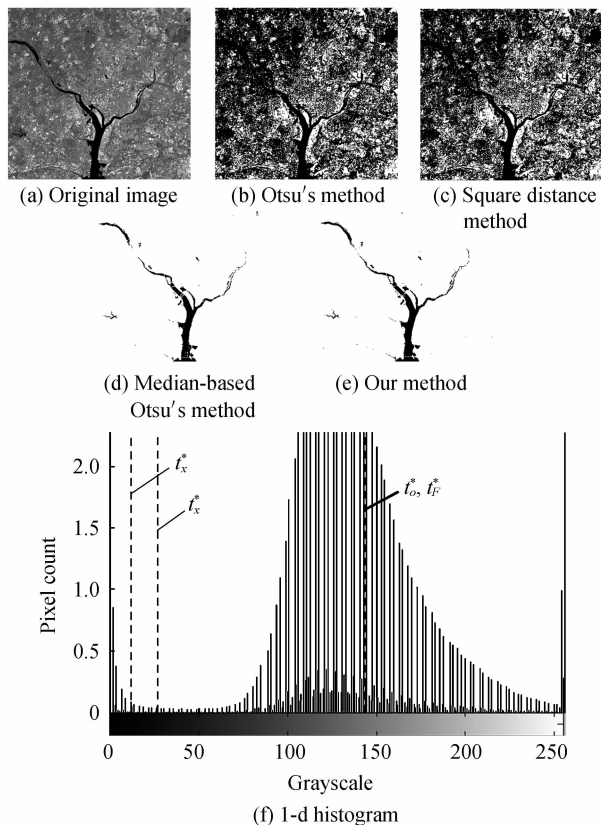 (a) Original image
(b) Otsu′s method
(c) Square distance
method
(d) Median-based
Otsu′s method
(e) Our method
2.0
1.5
1.0
0.5
0
Pixel count
t*x
t*x
t*o, t*F
0
50
100
150
200
250
Grayscale
(f) 1-d histogram